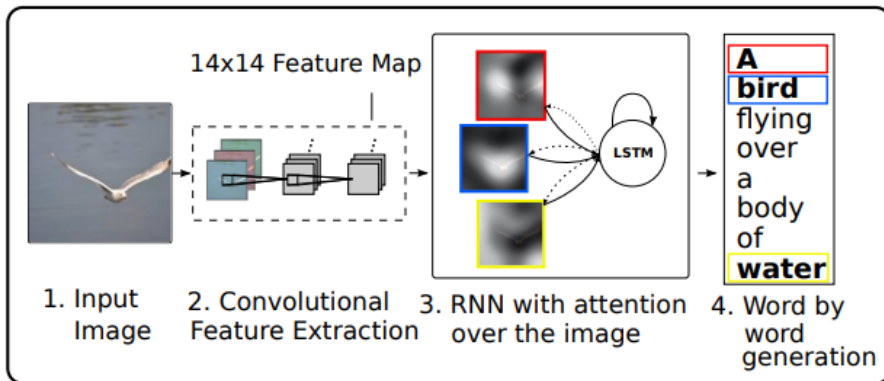 14x14 Feature Map
LSTM
A
bird
flying
over
a
body
of
water
1. Input
Image
2. Convolutional
Feature Extraction
3. RNN with attention
over the image
4. Word by
word
generation